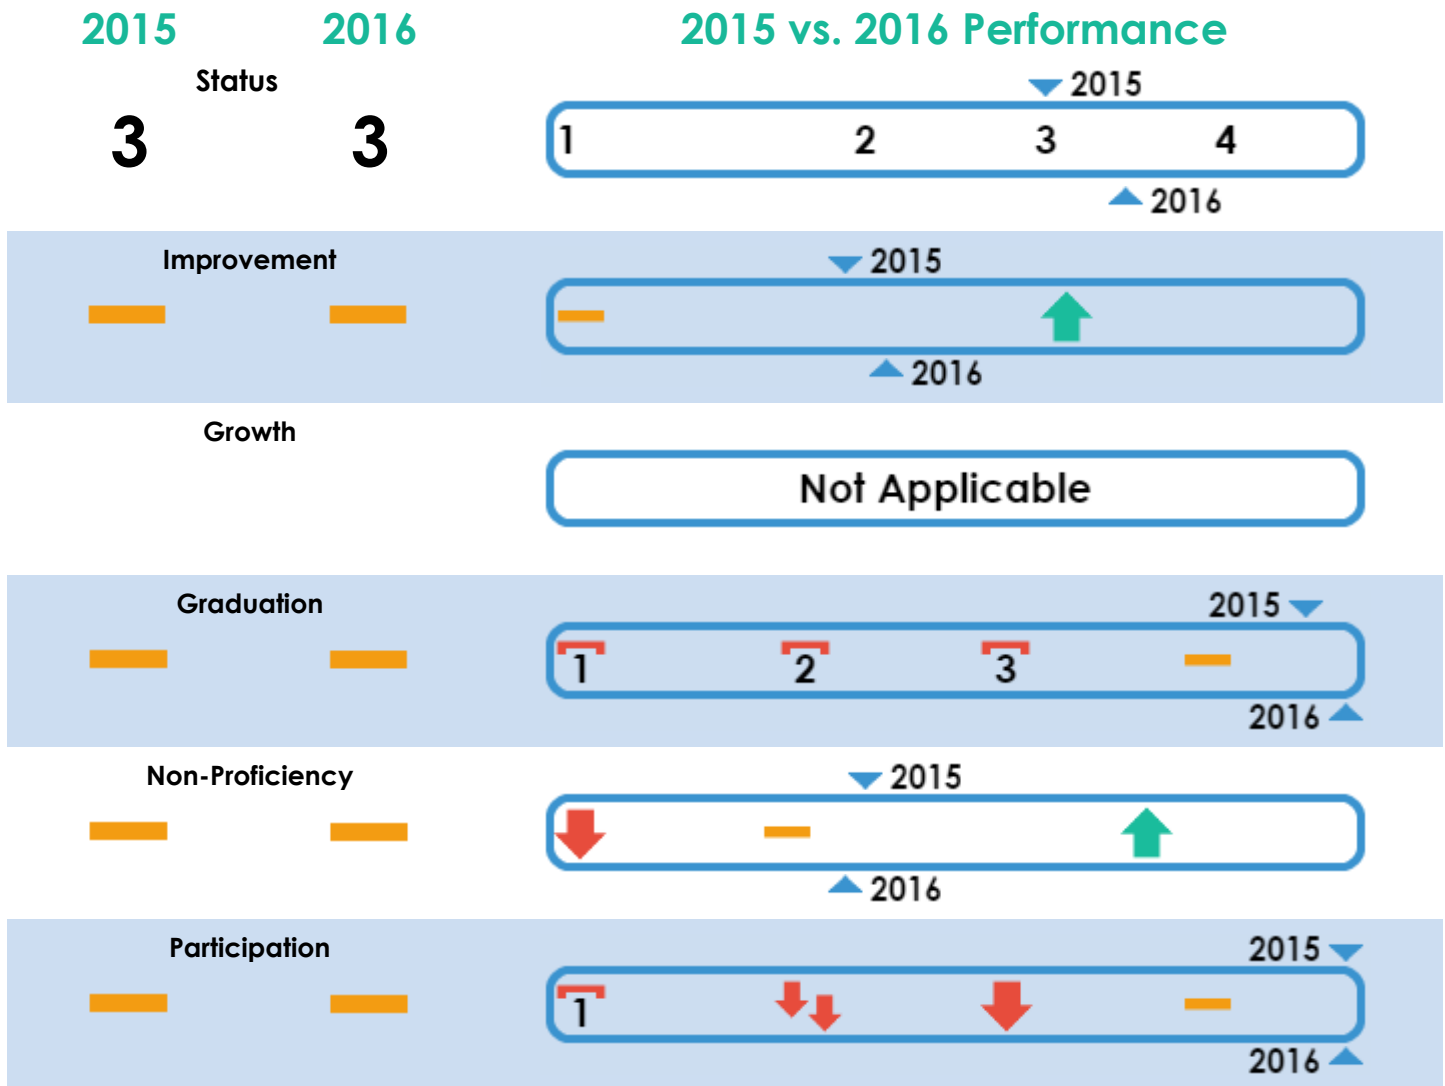 2015 2016 2015 vs. 2016 Performance
Status
2015
3 3 1 2 3 4
2016
Improvement
2015
2016
Growth
Not Applicable
Graduation
2015
1 2 3
2016
Non-Proficiency
2015
2016
Participation
2015
1
2016